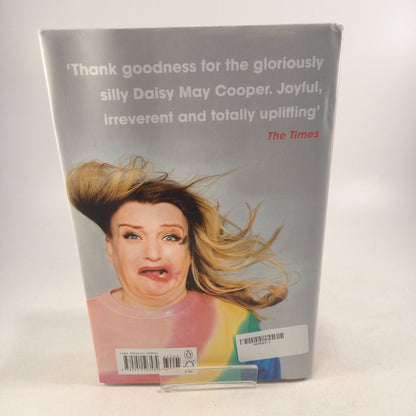 'Thank goodness for the gloriously
silly Daisy May Cooper. Joyful,
irreverent and totally uplifting'
The Times